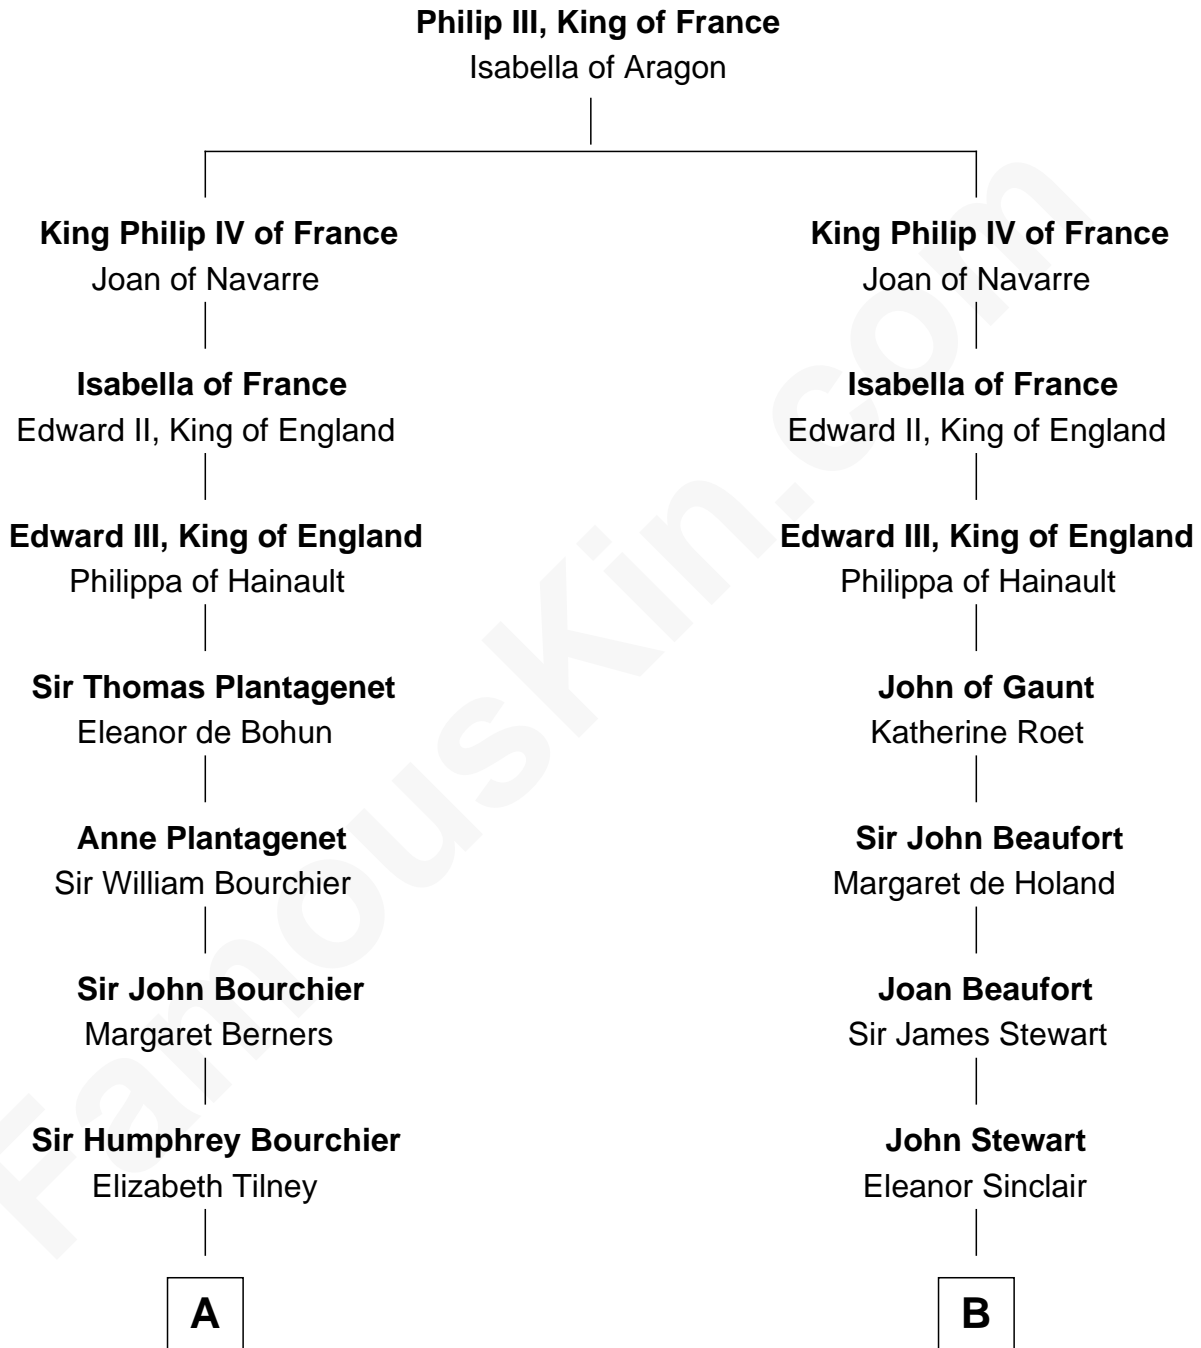 Philip III, King of France
Isabella of Aragon
King Philip IV of France
Joan of Navarre
Isabella of France
Edward II, King of England
Edward III, King of England
Philippa of Hainault
Sir Thomas Plantagenet
Eleanor de Bohun
Anne Plantagenet
Sir William Bourchier
Sir John Bourchier
Margaret Berners
Sir Humphrey Bourchier
Elizabeth Tilney
A
King Philip IV of France
Joan of Navarre
Isabella of France
Edward II, King of England
Edward III, King of England
Philippa of Hainault
John of Gaunt
Katherine Roet
Sir John Beaufort
Margaret de Holand
Joan Beaufort
Sir James Stewart
John Stewart
Eleanor Sinclair
B
FamousKin.com